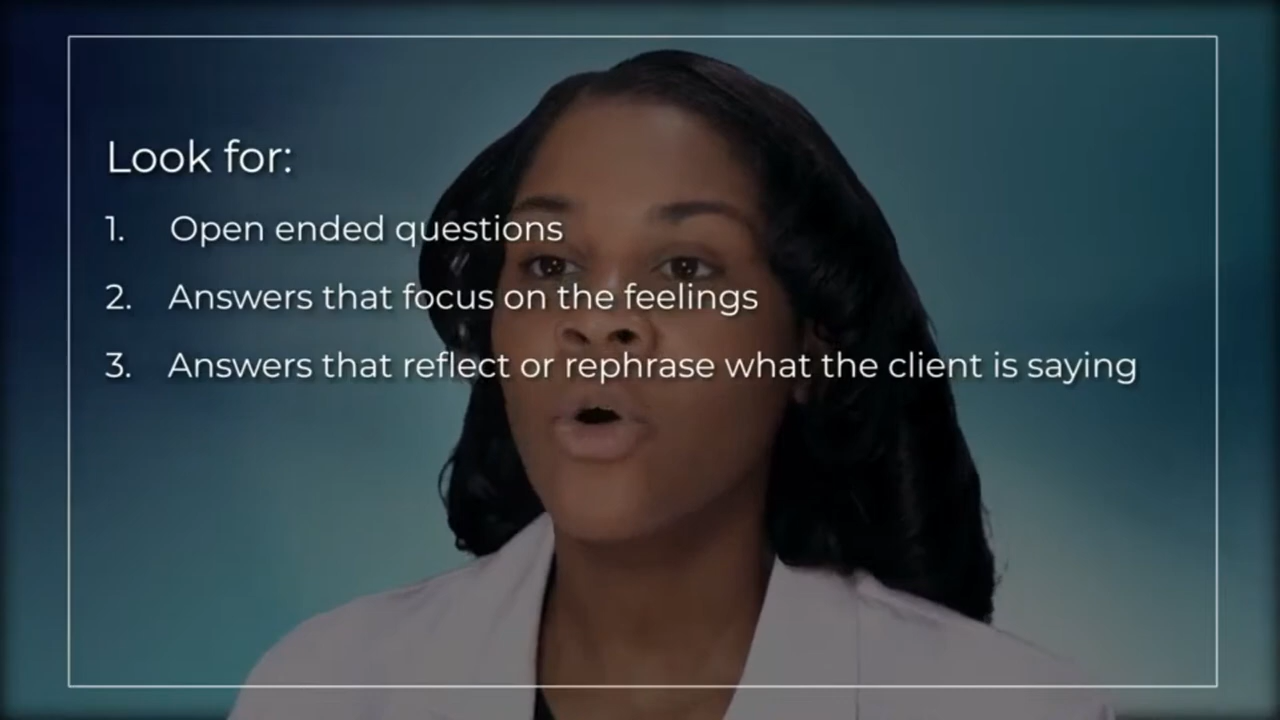 Look for:
1. Open ended questions
2. Answers that focus on the feelings
3. Answers that reflect or rephrase what the client is saying